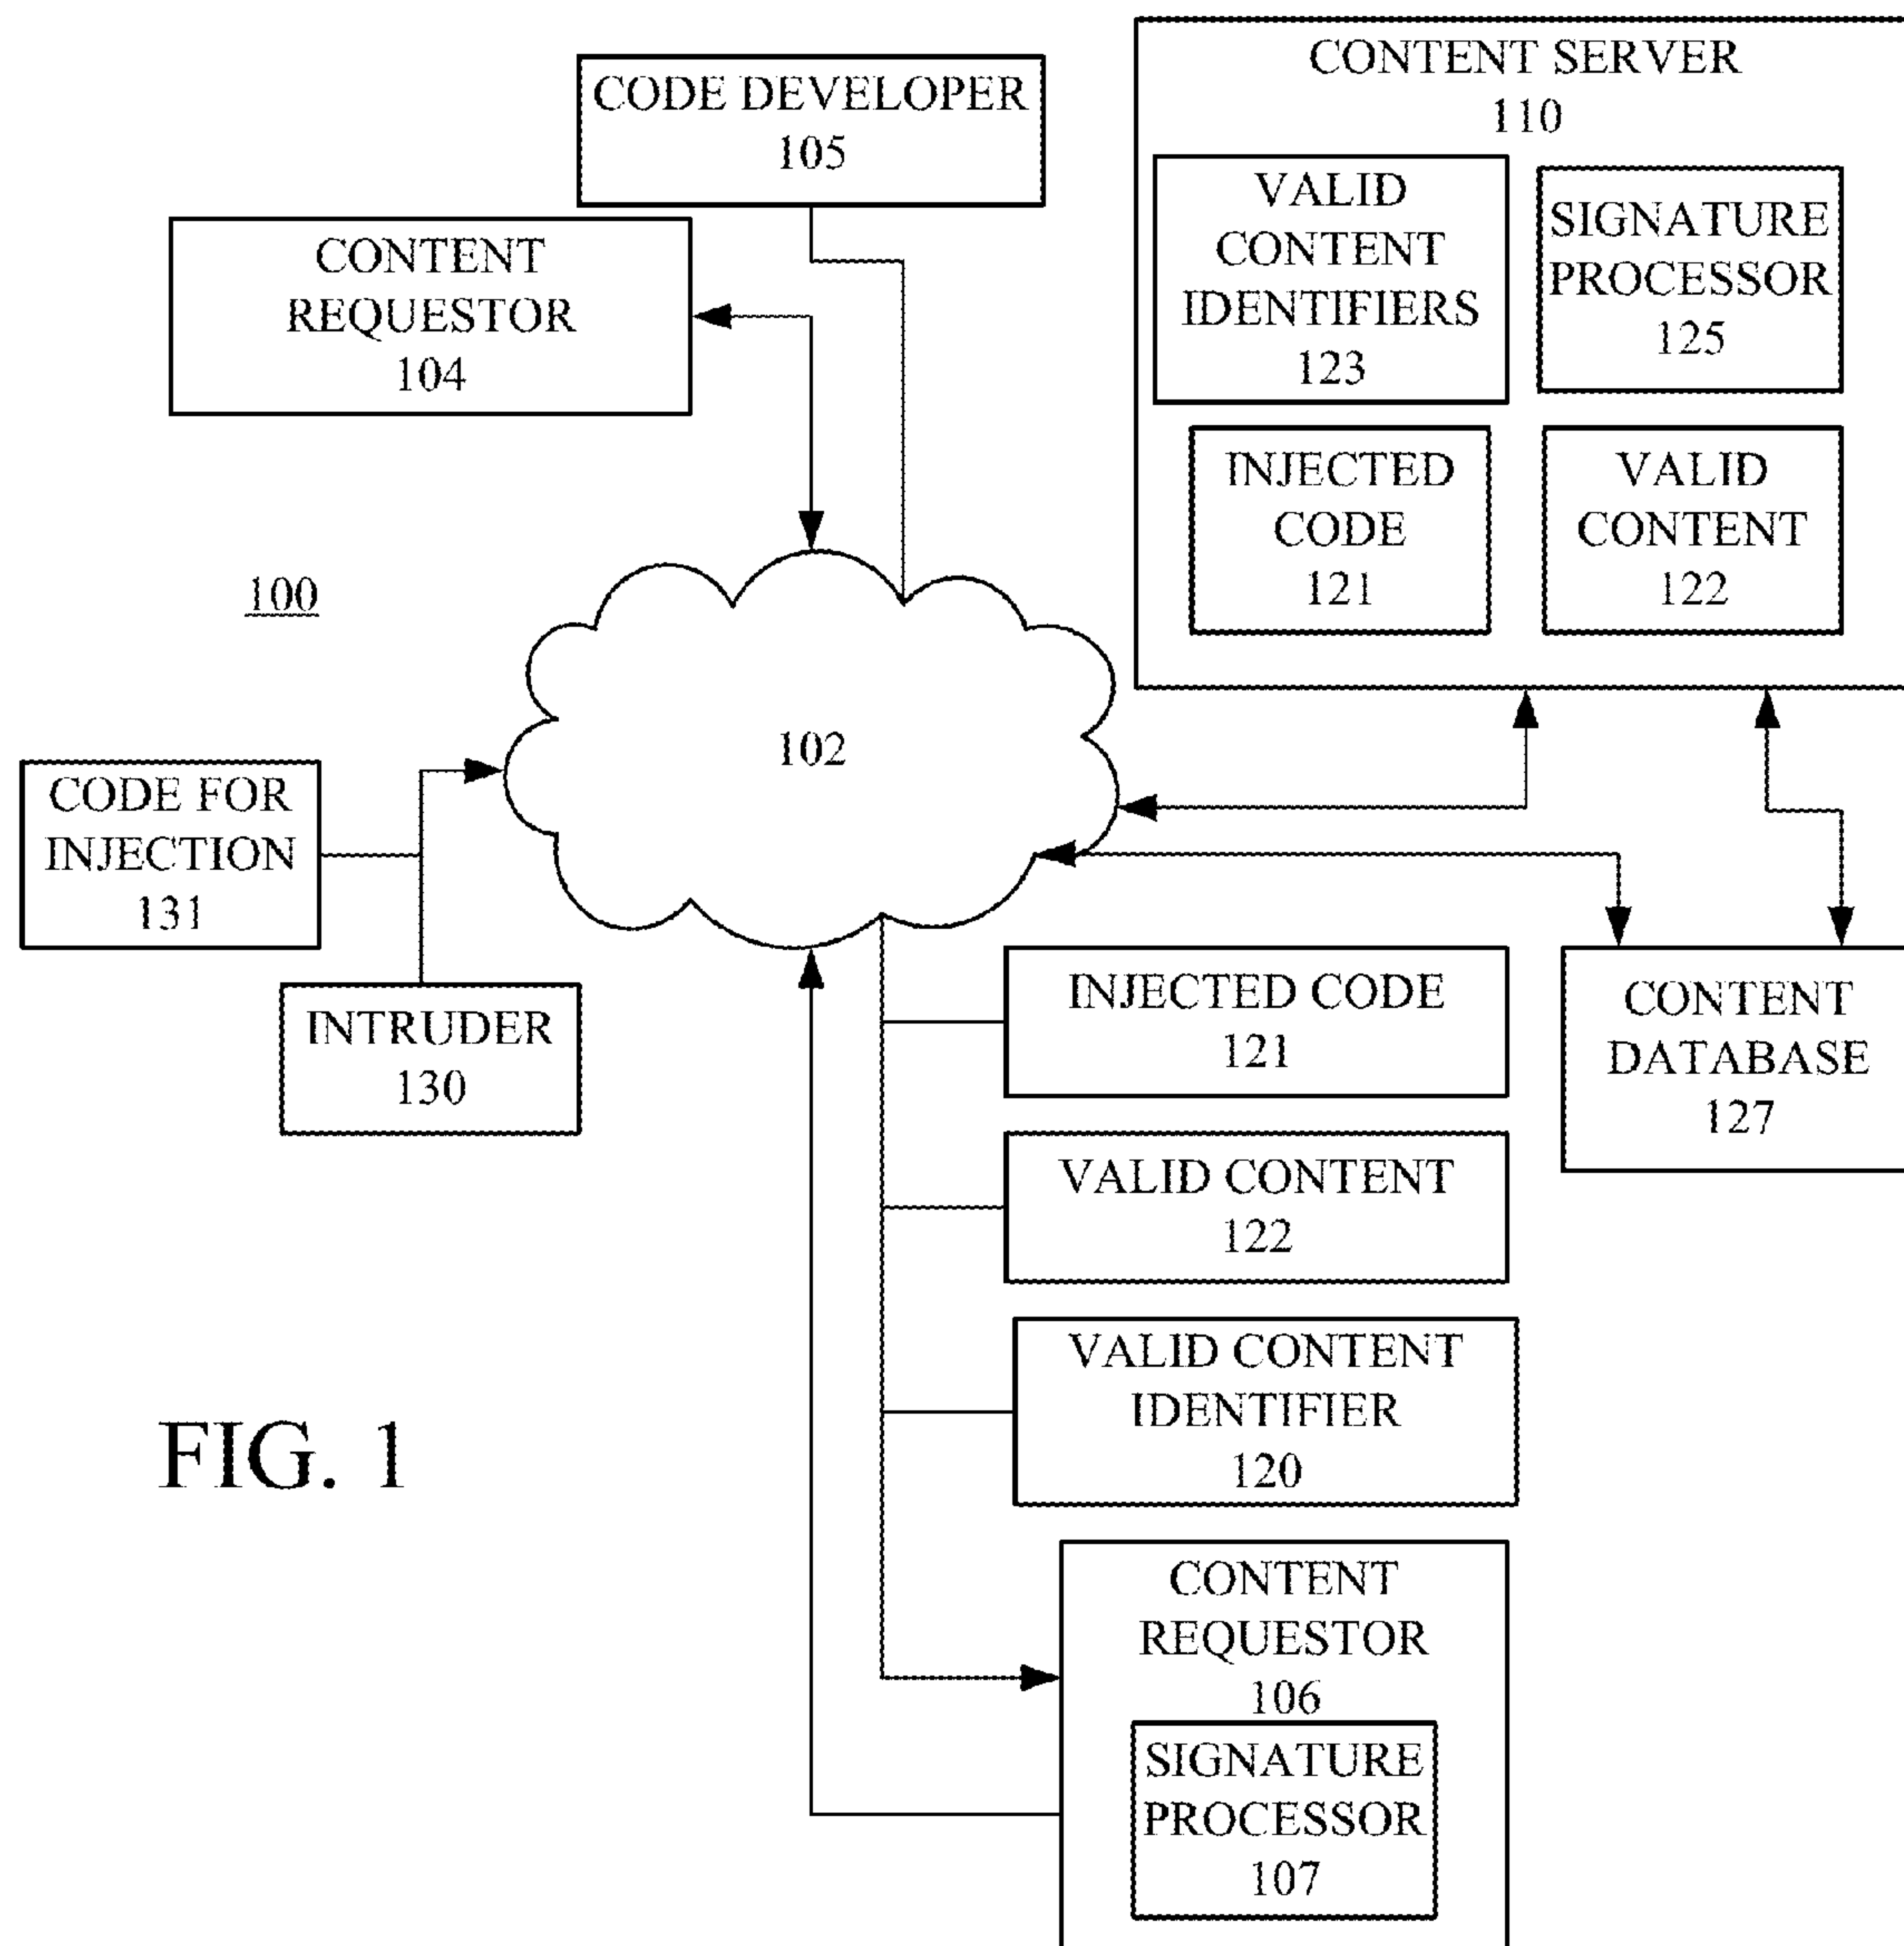 CODE DEVELOPER
105
CONTENT SERVER
110
CONTENT
REQUESTOR
104
VALID
CONTENT
IDENTIFIERS
123
SIGNATURE
PROCESSOR
125
INJECTED
CODE
121
VALID
CONTENT
122
100
102
CODE FOR
INJECTION
131
INTRUDER
130
INJECTED CODE
121
CONTENT
DATABASE
127
VALID CONTENT
122
VALID CONTENT
IDENTIFIER
120
FIG. 1
CONTENT
REQUESTOR
106
SIGNATURE
PROCESSOR
107